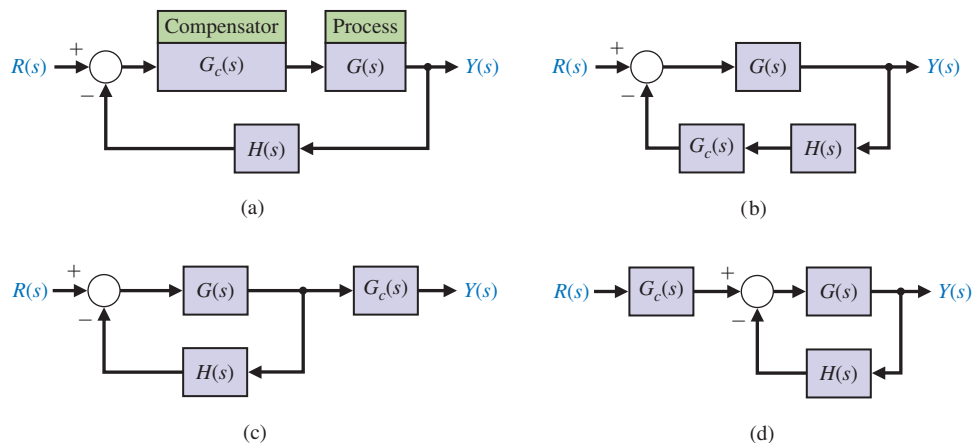 Compensator Process
+
R(s) G_c(s) G(s) Y(s)
−
H(s)
(a)
+
R(s) G(s) Y(s)
−
G_c(s) H(s)
(b)
+
R(s) G(s) G_c(s) Y(s)
−
H(s)
(c)
+
R(s) G_c(s) G(s) Y(s)
−
H(s)
(d)